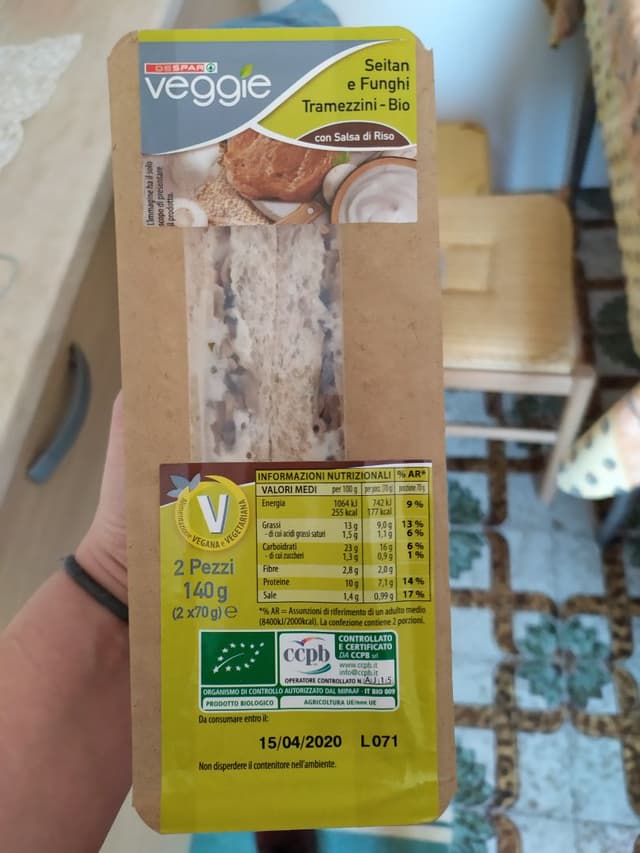 DESPAR
veggie
Seitan
e Funghi
Tramezzini - Bio
con Salsa di Riso
L'immagine ha il solo
scopo di presentare
il prodotto.
Alimentazione VEGANA e VEGETARIANA
V
2 Pezzi
140 g
(2 x70 g) e
INFORMAZIONI NUTRIZIONALI % AR*
VALORI MEDI per 100 g per porz. (70 g) porzione 70 g
Energia 1064 kJ 742 kJ 9 %
255 kcal 177 kcal
Grassi 13 g 9,0 g 13 %
- di cui acidi grassi saturi 1,5 g 1,1 g 6 %
Carboidrati 23 g 16 g 6 %
- di cui zuccheri 1,3 g 0,9 g 1 %
Fibre 2,8 g 2,0 g
Proteine 10 g 7,1 g 14 %
Sale 1,4 g 0,99 g 17 %
*% AR = Assunzioni di riferimento di un adulto medio
(8400kJ/2000kcal). La confezione contiene 2 porzioni.
ccpb
CONTROLLATO
E CERTIFICATO
DA CCPB srl
www.ccpb.it
info@ccpb.it
OPERATORE CONTROLLATO N. AJ15
ORGANISMO DI CONTROLLO AUTORIZZATO DAL MIPAAF - IT BIO 009
PRODOTTO BIOLOGICO AGRICOLTURA UE/non UE
Da consumare entro il:
15/04/2020 L071
Non disperdere il contenitore nell'ambiente.